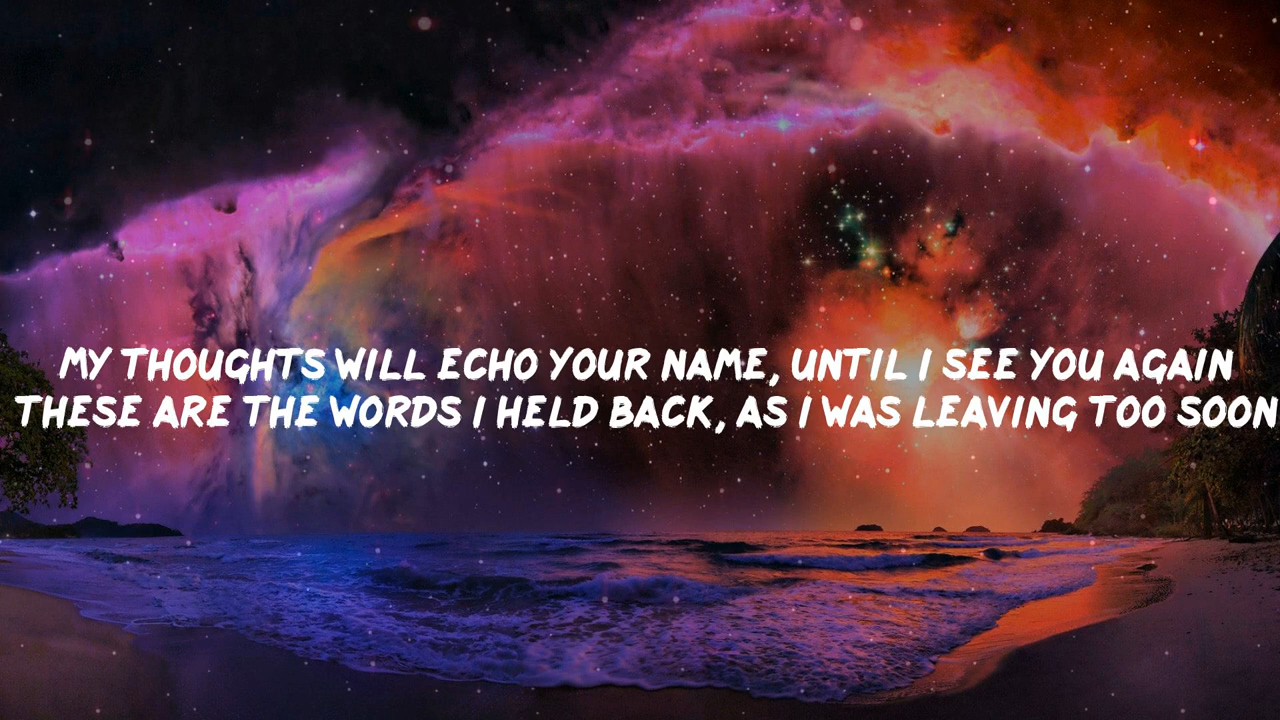 MY THOUGHTS WILL ECHO YOUR NAME, UNTIL I SEE YOU AGAIN
THESE ARE THE WORDS I HELD BACK, AS I WAS LEAVING TOO SOON